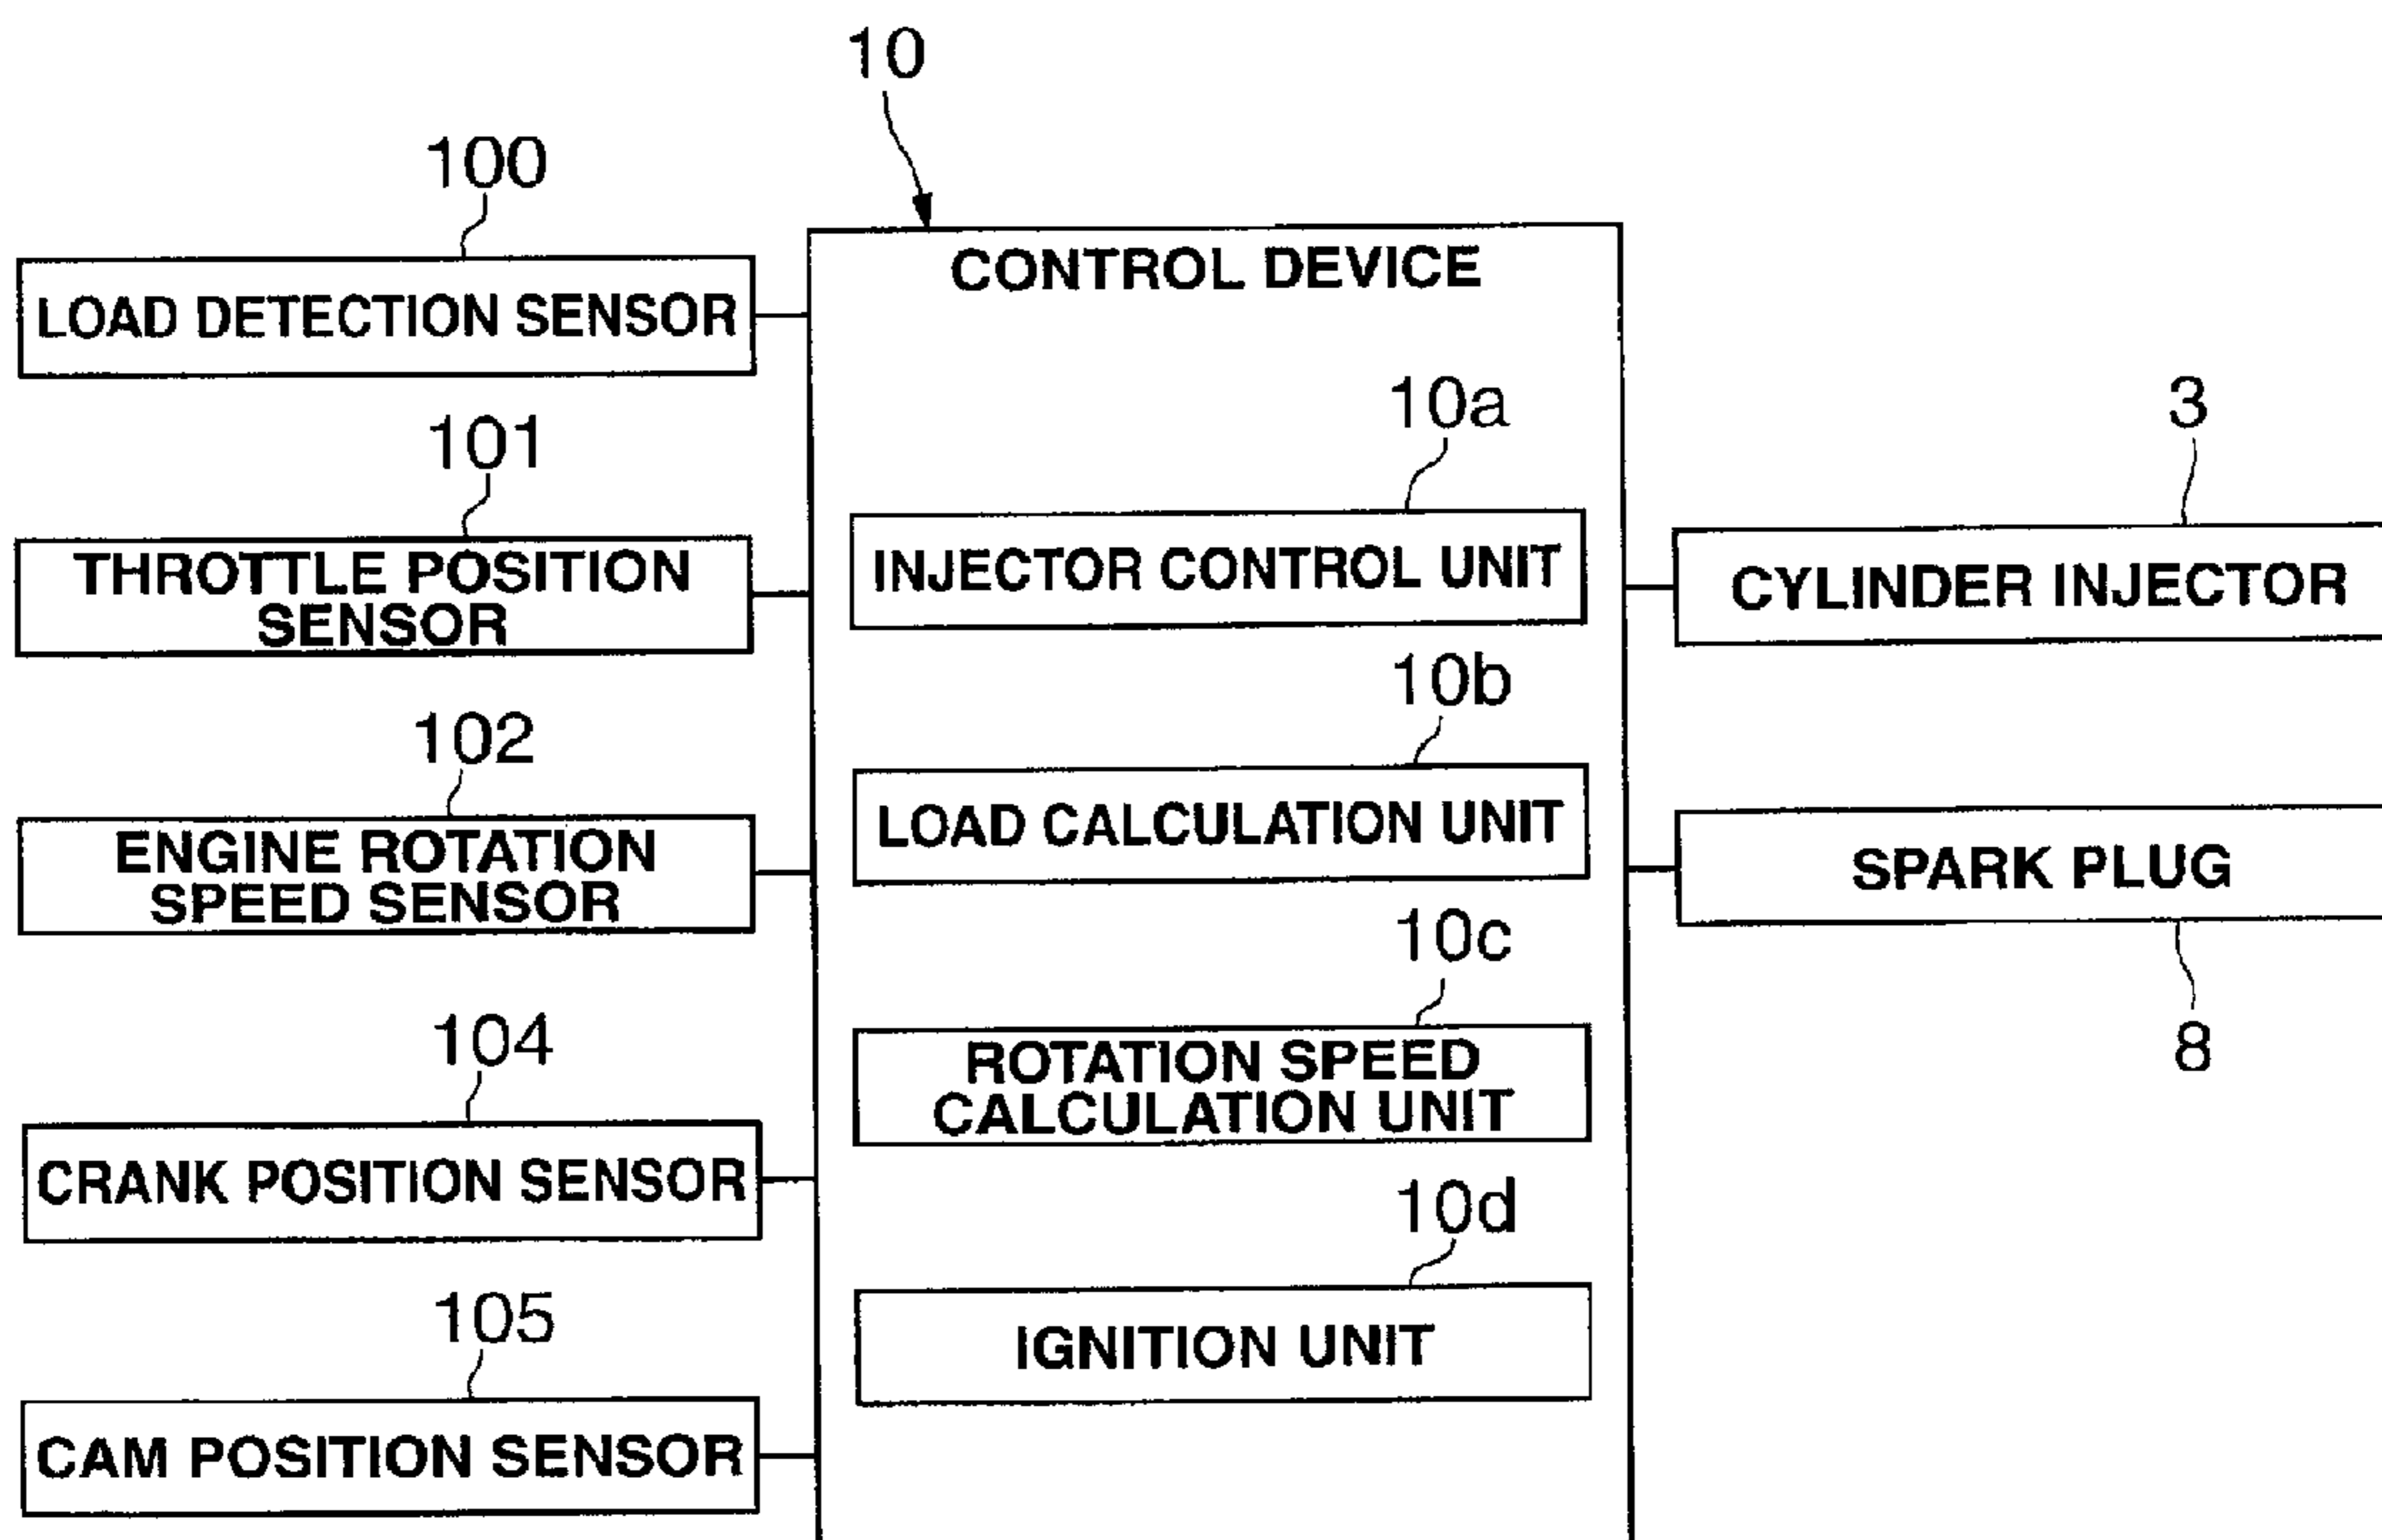 10
100
CONTROL DEVICE
LOAD DETECTION SENSOR
10a
3
101
INJECTOR CONTROL UNIT
THROTTLE POSITION
SENSOR
CYLINDER INJECTOR
10b
102
LOAD CALCULATION UNIT
ENGINE ROTATION
SPEED SENSOR
SPARK PLUG
10c
8
104
ROTATION SPEED
CALCULATION UNIT
CRANK POSITION SENSOR
10d
105
IGNITION UNIT
CAM POSITION SENSOR